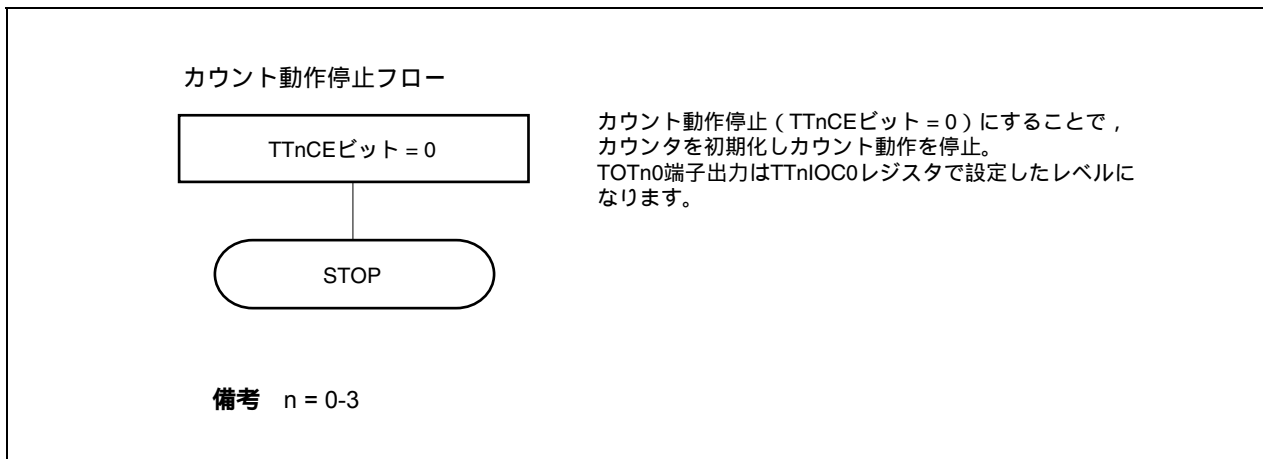 カウント動作停止フロー
TTnCEビット = 0
STOP
カウント動作停止（TTnCEビット = 0）にすることで，
カウンタを初期化しカウント動作を停止。
TOTn0端子出力はTTnIOC0レジスタで設定したレベルに
なります。
備考 n = 0-3